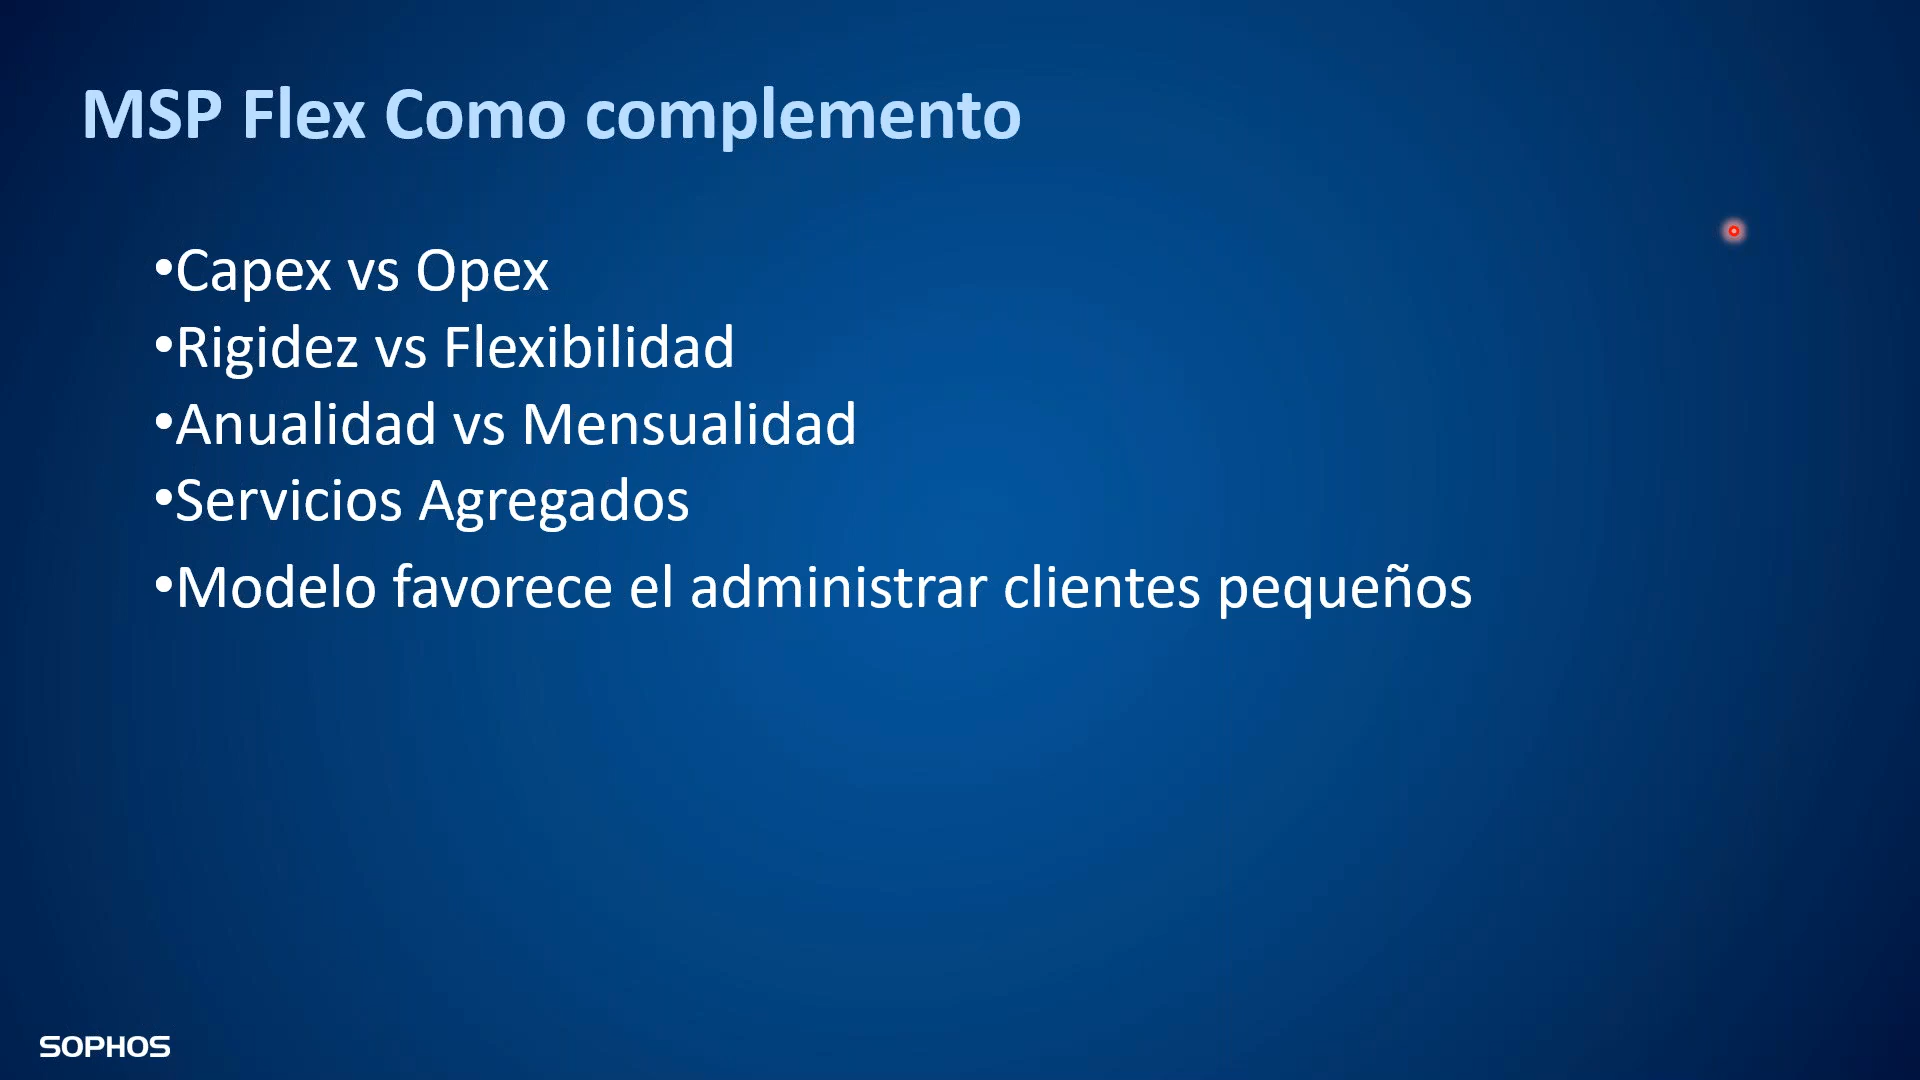 MSP Flex Como complemento
•Capex vs Opex
•Rigidez vs Flexibilidad
•Anualidad vs Mensualidad
•Servicios Agregados
•Modelo favorece el administrar clientes pequeños
SOPHOS